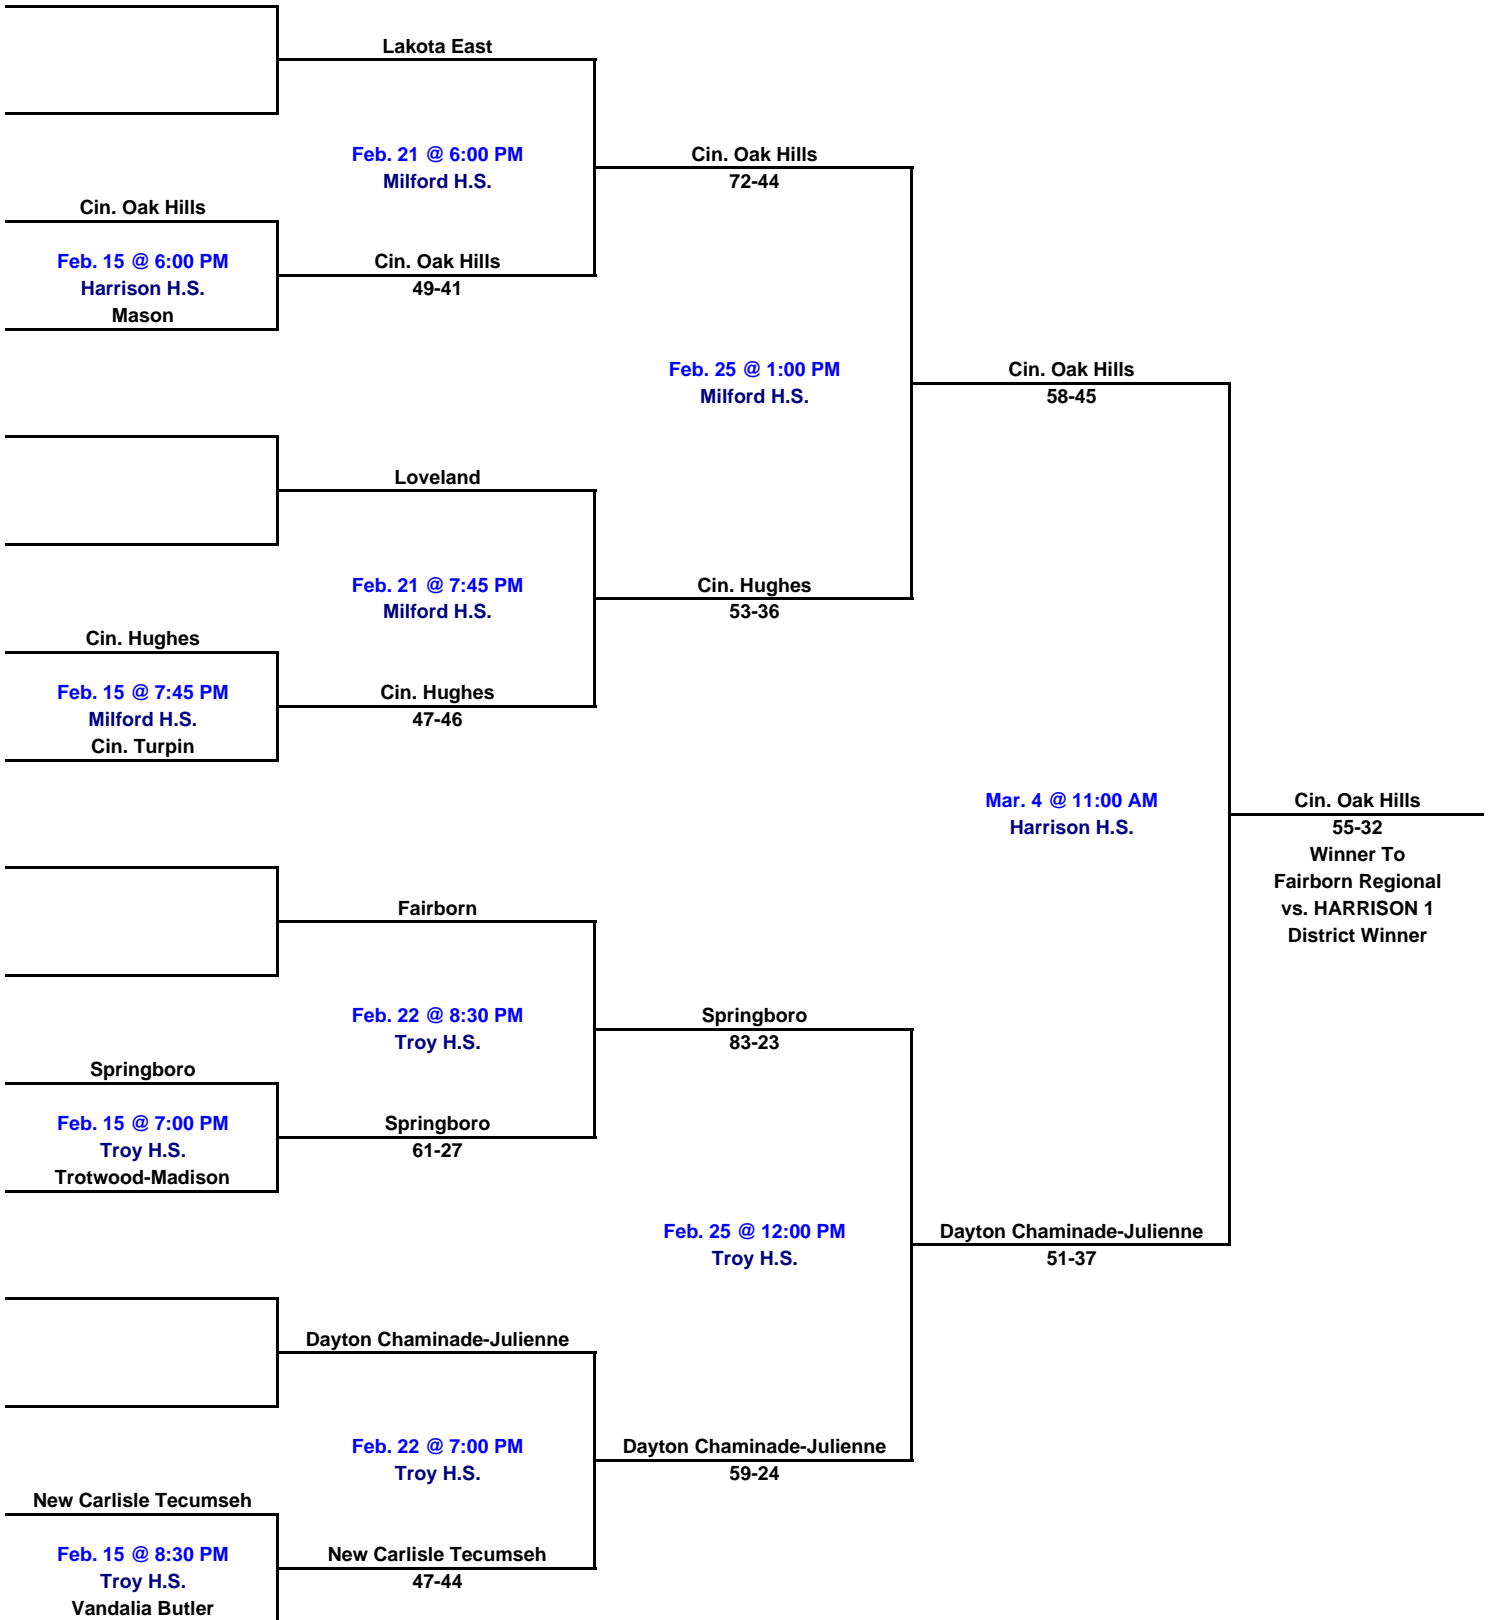 Lakota East
Feb. 21 @ 6:00 PM
Milford H.S.
Cin. Oak Hills
72-44
Cin. Oak Hills
Feb. 15 @ 6:00 PM
Harrison H.S.
Mason
Cin. Oak Hills
49-41
Feb. 25 @ 1:00 PM
Milford H.S.
Cin. Oak Hills
58-45
Loveland
Feb. 21 @ 7:45 PM
Milford H.S.
Cin. Hughes
53-36
Cin. Hughes
Feb. 15 @ 7:45 PM
Milford H.S.
Cin. Turpin
Cin. Hughes
47-46
Mar. 4 @ 11:00 AM
Harrison H.S.
Cin. Oak Hills
55-32
Winner To
Fairborn Regional
vs. HARRISON 1
District Winner
Fairborn
Feb. 22 @ 8:30 PM
Troy H.S.
Springboro
83-23
Springboro
Feb. 15 @ 7:00 PM
Troy H.S.
Trotwood-Madison
Springboro
61-27
Feb. 25 @ 12:00 PM
Troy H.S.
Dayton Chaminade-Julienne
51-37
Dayton Chaminade-Julienne
Feb. 22 @ 7:00 PM
Troy H.S.
Dayton Chaminade-Julienne
59-24
New Carlisle Tecumseh
Feb. 15 @ 8:30 PM
Troy H.S.
Vandalia Butler
New Carlisle Tecumseh
47-44